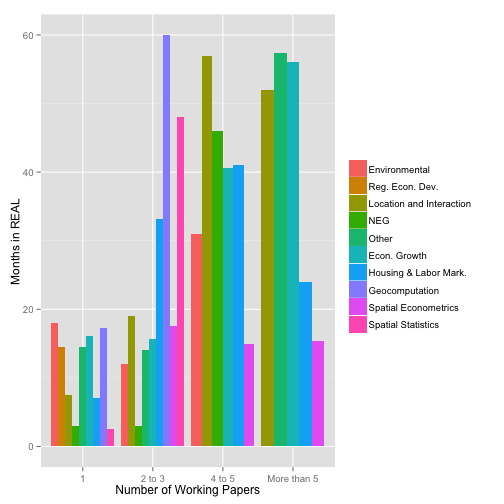 60
40
20
0
Months in REAL
1
2 to 3
4 to 5
More than 5
Number of Working Papers
Environmental
Reg. Econ. Dev.
Location and Interaction
NEG
Other
Econ. Growth
Housing & Labor Mark.
Geocomputation
Spatial Econometrics
Spatial Statistics